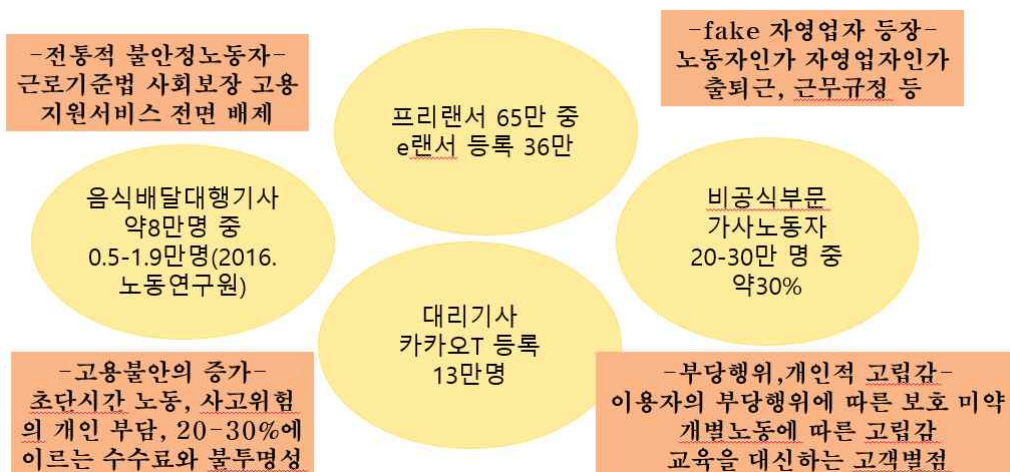 -전통적 불안정노동자-
근로기준법 사회보장 고용
지원서비스 전면 배제
-fake 자영업자 등장-
노동자인가 자영업자인가
출퇴근, 근무규정 등
프리랜서 65만 중
e랜서 등록 36만
음식배달대행기사
약8만명 중
0.5-1.9만명(2016.
노동연구원)
비공식부문
가사노동자
20-30만 명 중
약30%
대리기사
카카오T 등록
13만명
-고용불안의 증가-
초단시간 노동, 사고위험
의 개인 부담, 20-30%에
이르는 수수료와 불투명성
-부당행위,개인적 고립감-
이용자의 부당행위에 따른 보호 미약
개별노동에 따른 고립감
교육을 대신하는 고객별점